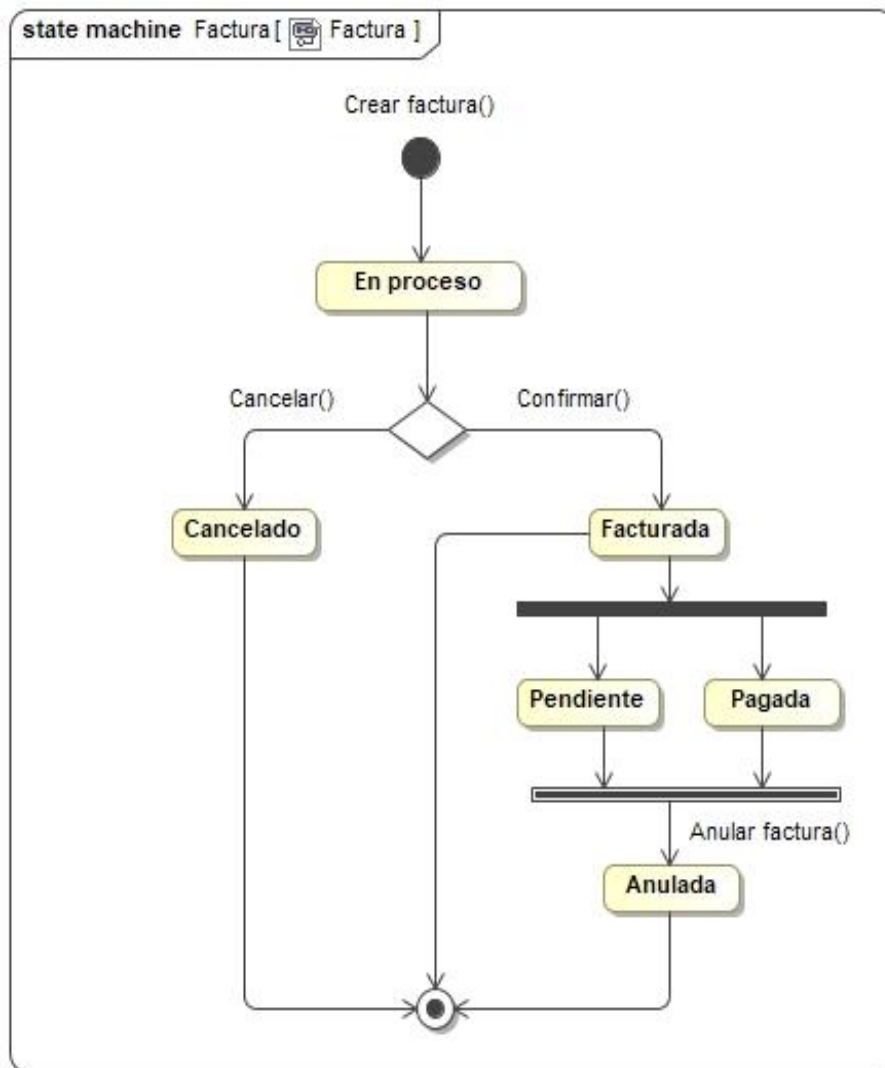 state machine Factura [ Factura ]
Crear factura()
En proceso
Cancelar() Confirmar()
Cancelado Facturada
Pendiente Pagada
Anular factura()
Anulada